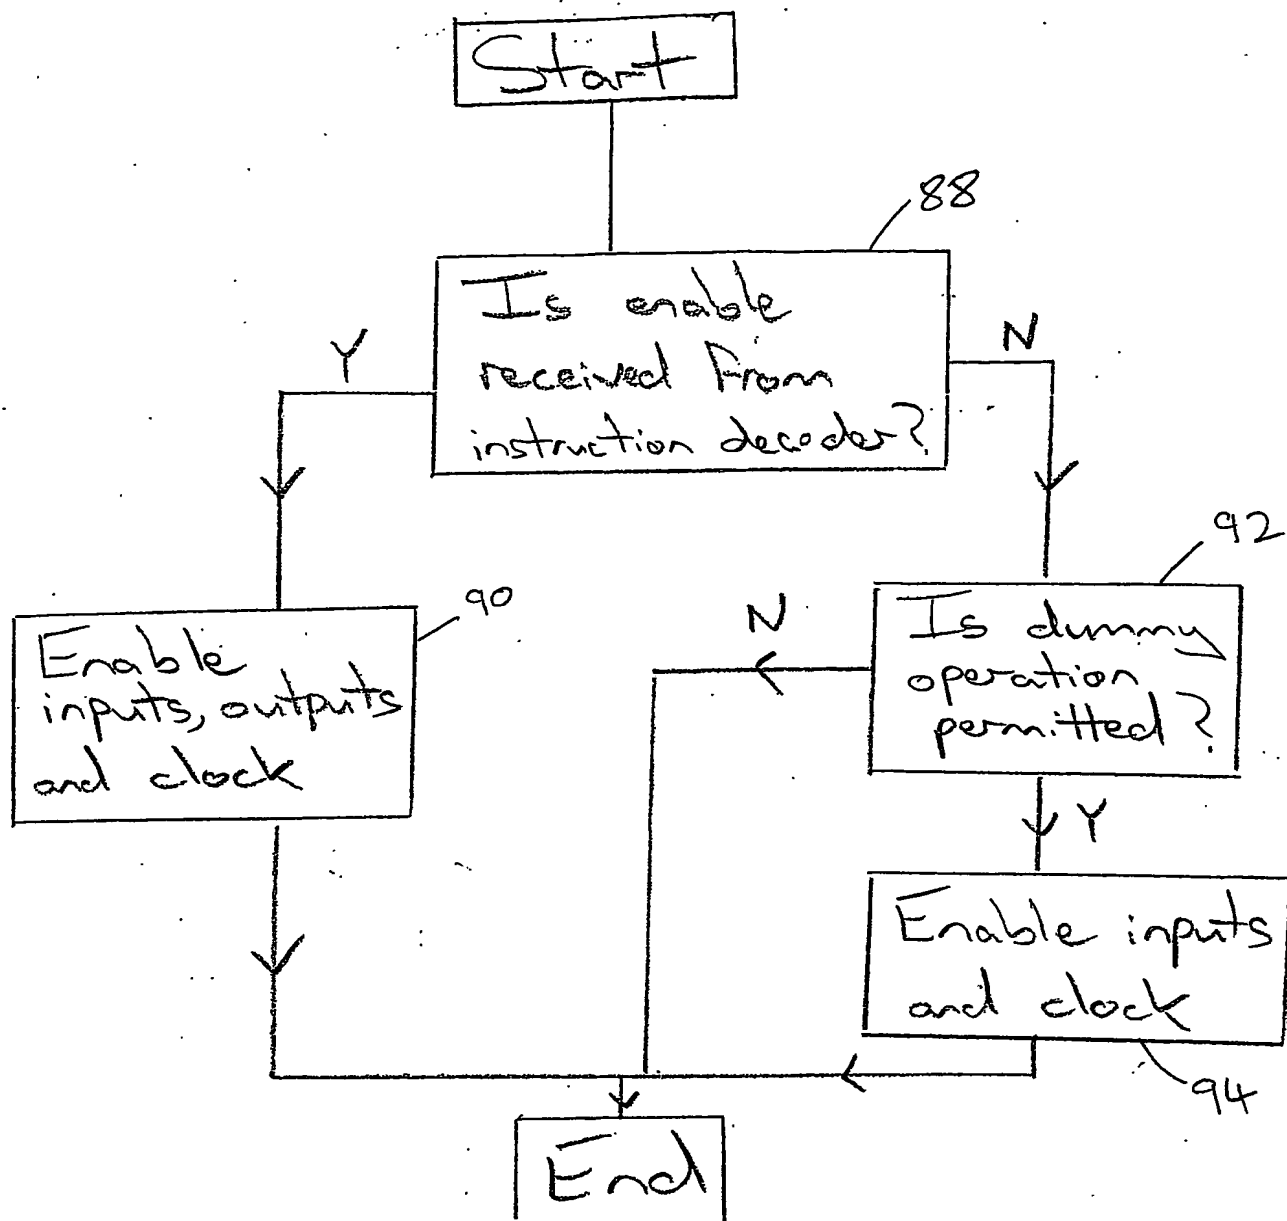 Start
88
Is enable
received From
instruction decoder?
Y
N
90
92
Enable
inputs, outputs
and clock
N
Is dummy
operation
permitted?
Y
Enable inputs
and clock
94
End